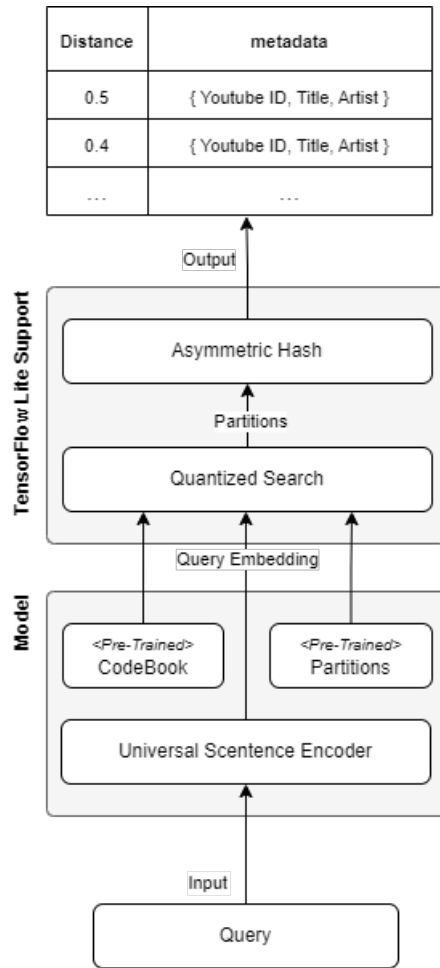 Distance metadata
0.5 { Youtube ID, Title, Artist }
0.4 { Youtube ID, Title, Artist }
... ...
Output
TensorFlow Lite Support
Asymmetric Hash
Partitions
Quantized Search
Query Embedding
Model
<Pre-Trained>
CodeBook
<Pre-Trained>
Partitions
Universal Scentence Encoder
Input
Query